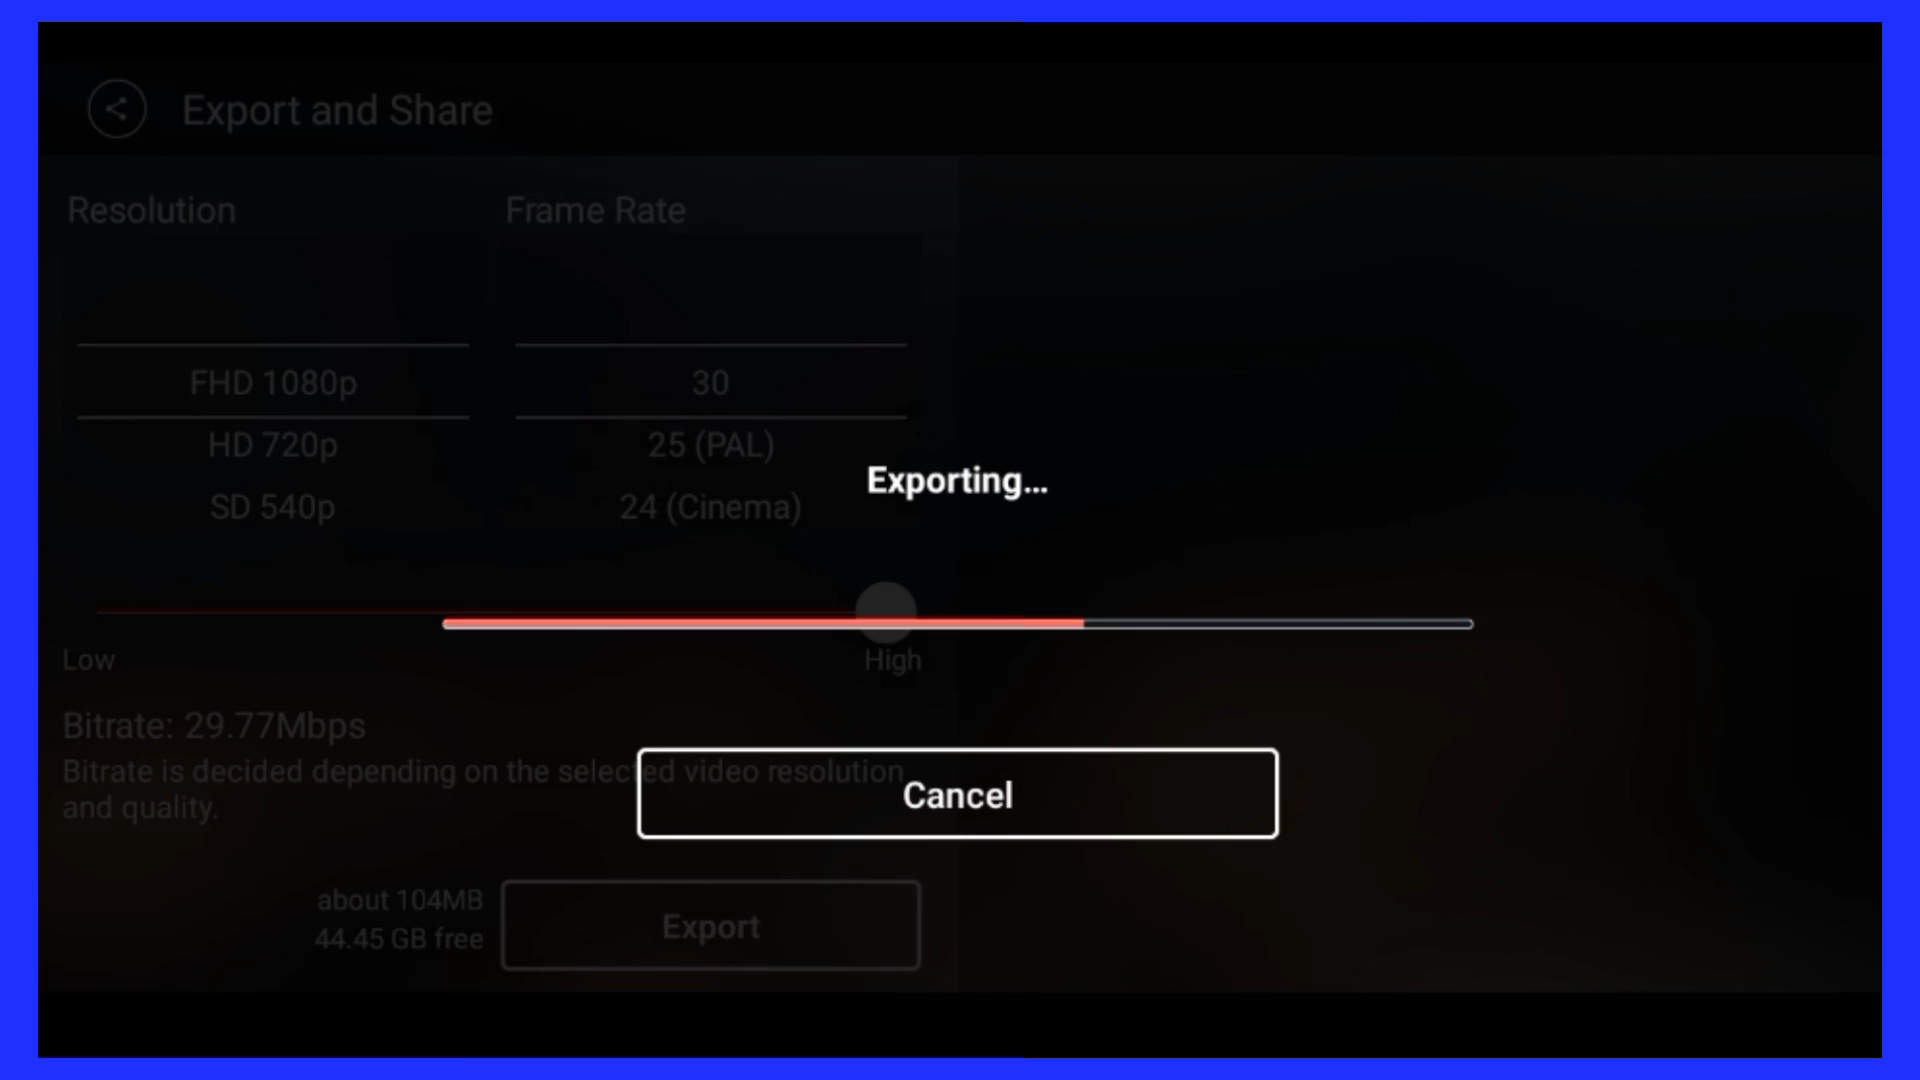 Export and Share
Resolution
Frame Rate
FHD 1080p
30
HD 720p
25 (PAL)
SD 540p
24 (Cinema)
Exporting...
Low
High
Bitrate: 29.77Mbps
Bitrate is decided depending on the selected video resolution
and quality.
Cancel
about 104MB
44.45 GB free
Export